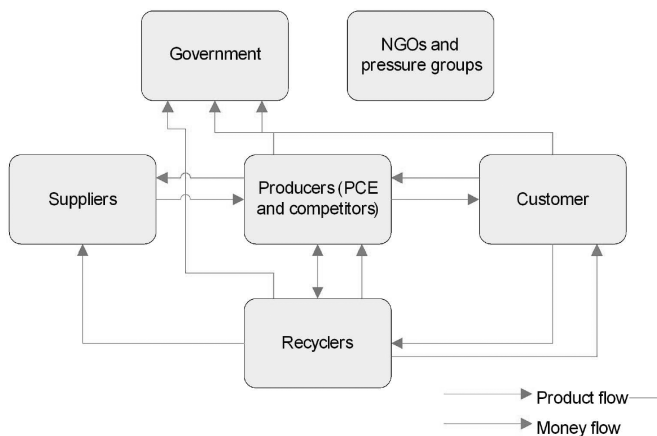 Government
NGOs and
pressure groups
Suppliers
Producers (PCE
and competitors)
Customer
Recyclers
Product flow
Money flow